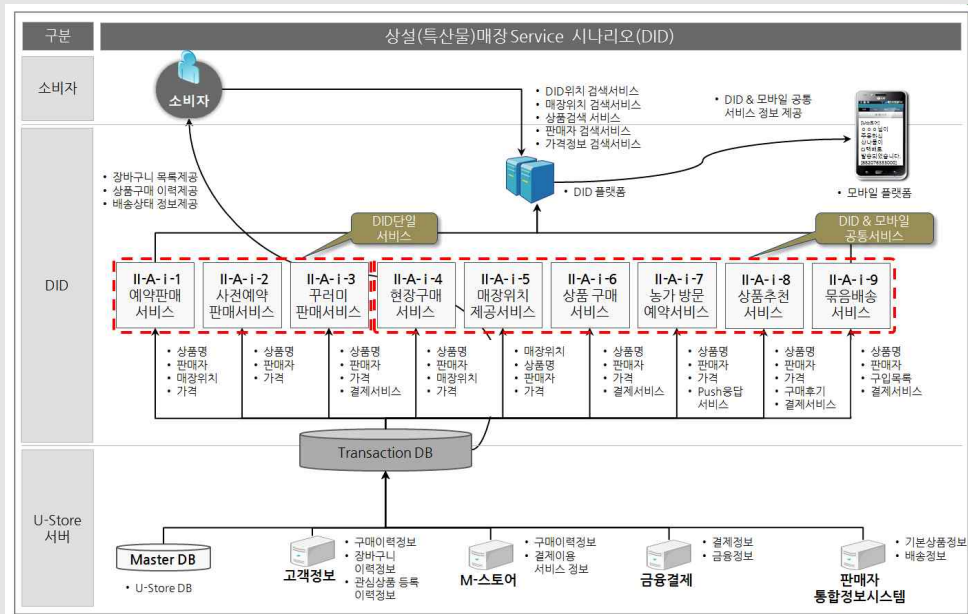 구분
상설(특산물)매장 Service 시나리오(DID)
소비자
소비자
• DID위치 검색서비스
• 매장위치 검색서비스
• 상품검색 서비스
• 판매자 검색서비스
• 가격정보 검색서비스
• DID & 모바일 공통
서비스 정보 제공
• 장바구니 목록제공
• 상품구매 이력제공
• 배송상태 정보제공
• DID 플랫폼
• 모바일 플랫폼
DID단일
서비스
DID & 모바일
공통서비스
DID
II-A-i-1
예약판매
서비스
II-A-i-2
사전예약
판매서비스
II-A-i-3
꾸러미
판매서비스
II-A-i-4
현장구매
서비스
II-A-i-5
매장위치
제공서비스
II-A-i-6
상품 구매
서비스
II-A-i-7
농가 방문
예약서비스
II-A-i-8
상품추천
서비스
II-A-i-9
묶음배송
서비스
• 상품명
• 판매자
• 매장위치
• 가격
• 상품명
• 판매자
• 가격
• 상품명
• 판매자
• 가격
• 결제서비스
• 상품명
• 판매자
• 매장위치
• 가격
• 매장위치
• 상품명
• 판매자
• 가격
• 상품명
• 판매자
• 가격
• 결제서비스
• 상품명
• 판매자
• 가격
• Push응답
서비스
• 상품명
• 판매자
• 가격
• 구매후기
• 결제서비스
• 상품명
• 판매자
• 구입목록
• 결제서비스
Transaction DB
U-Store
서버
Master DB
• U-Store DB
고객정보
• 구매이력정보
• 장바구니
이력정보
• 관심상품 등록
이력정보
M-스토어
• 구매이력정보
• 결제이용
서비스 정보
금융결제
• 결제정보
• 금융정보
판매자
통합정보시스템
• 기본상품정보
• 배송정보